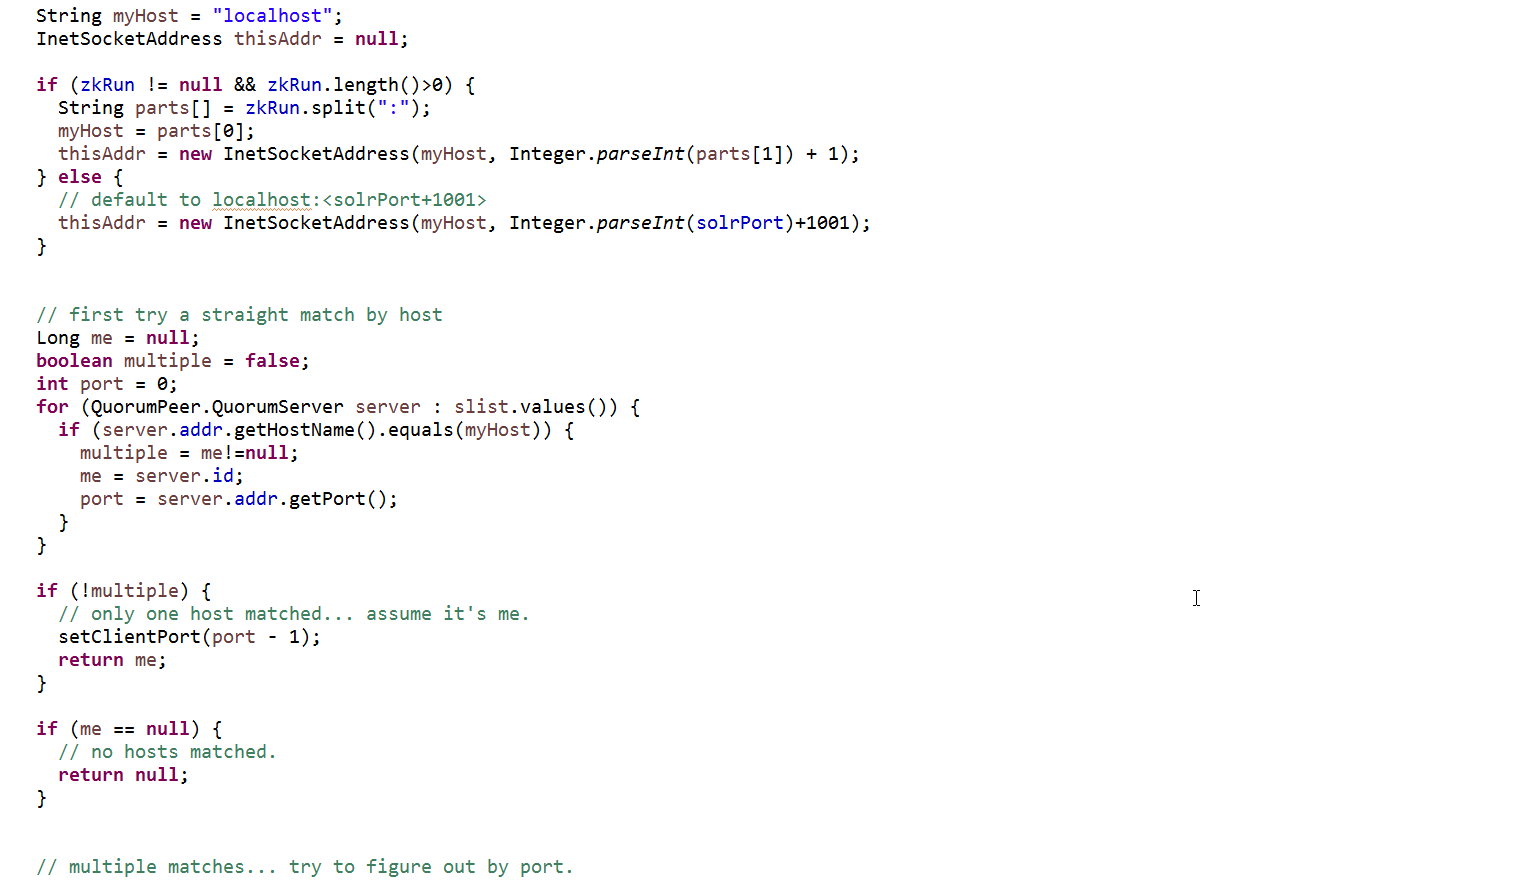 String myHost = "localhost";
InetSocketAddress thisAddr = null;
if (zkRun != null && zkRun.length()>0) {
  String parts[] = zkRun.split(":");
  myHost = parts[0];
  thisAddr = new InetSocketAddress(myHost, Integer.parseInt(parts[1]) + 1);
} else {
  // default to localhost:<solrPort+1001>
  thisAddr = new InetSocketAddress(myHost, Integer.parseInt(solrPort)+1001);
}
// first try a straight match by host
Long me = null;
boolean multiple = false;
int port = 0;
for (QuorumPeer.QuorumServer server : slist.values()) {
  if (server.addr.getHostName().equals(myHost)) {
    multiple = me!=null;
    me = server.id;
    port = server.addr.getPort();
  }
}
if (!multiple) {
  // only one host matched... assume it's me.
  setClientPort(port - 1);
  return me;
}
if (me == null) {
  // no hosts matched.
  return null;
}
// multiple matches... try to figure out by port.